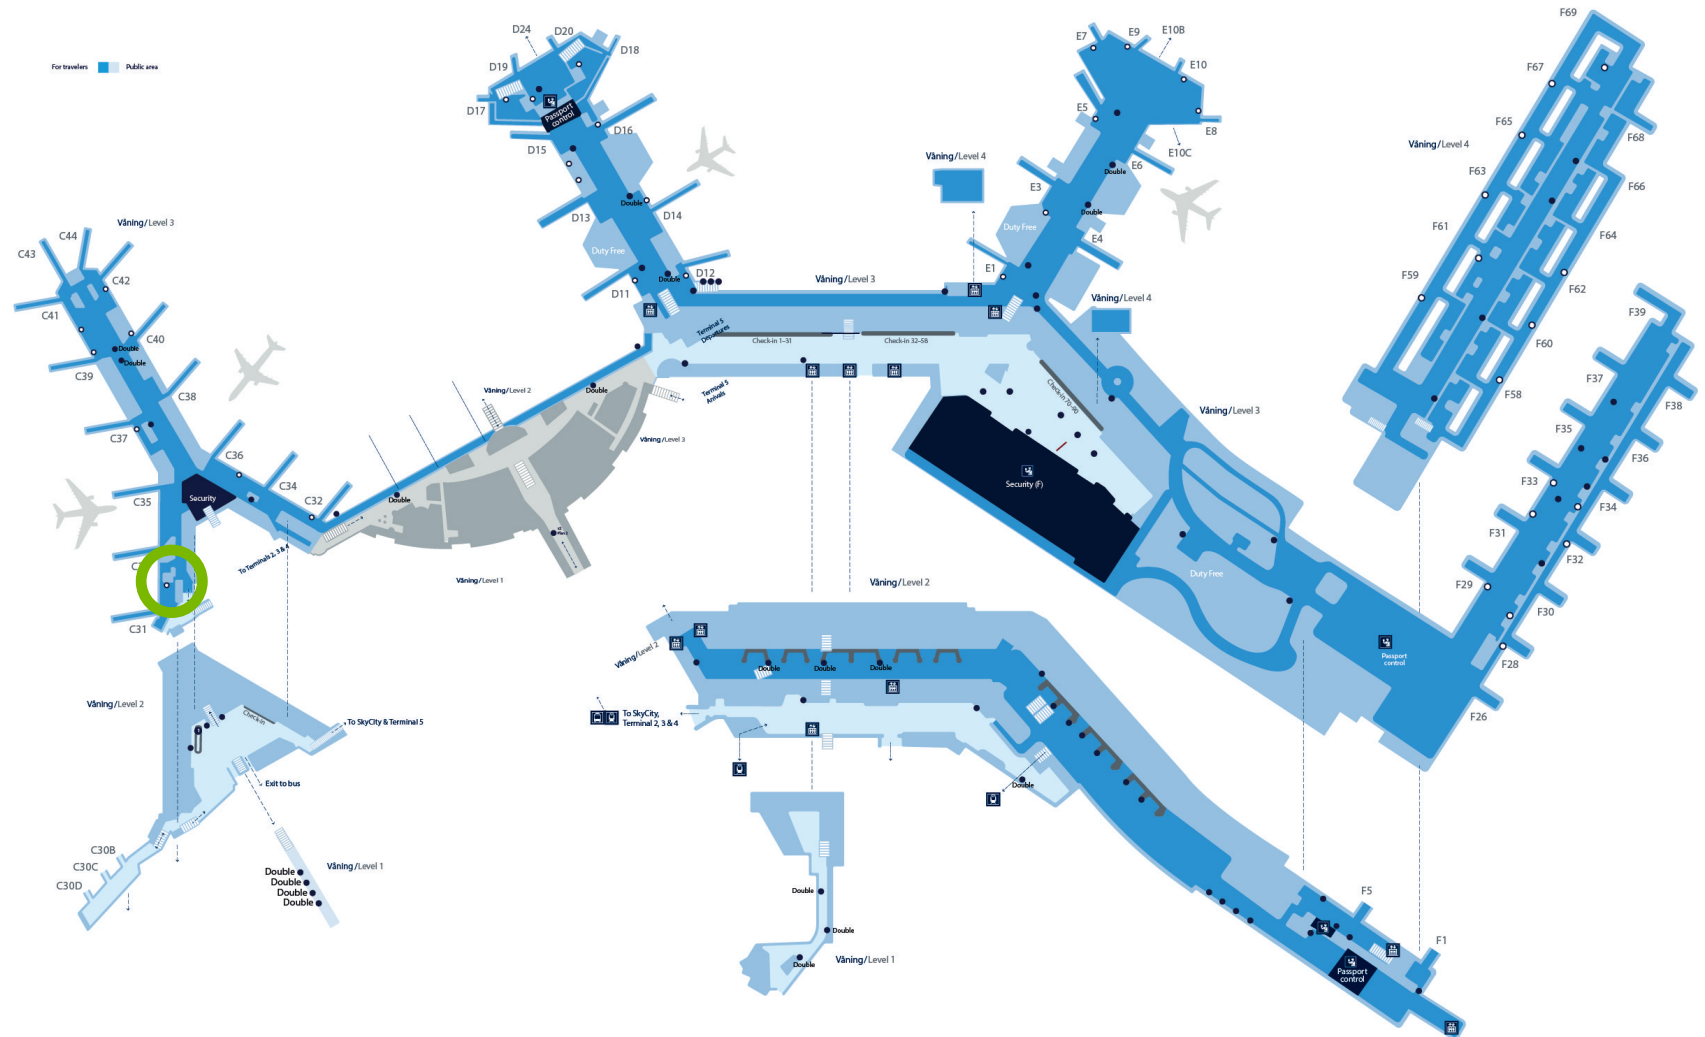 For travelers
Public area
D24
D20
D18
D19
D17
Passport
control
D16
D15
D13
D14
Duty Free
Double
Double
D12
D11
E7
E9
E10B
E10
E8
E10C
E5
E6
Double
Double
E3
E4
Duty Free
E1
Våning/Level 4
Våning/Level 4
Våning/Level 3
Våning/Level 4
F69
F67
F65
F63
F61
F59
F68
F66
F64
F62
F60
F58
F39
F38
F37
F36
F35
F34
F33
F32
F31
F30
F29
F28
F26
Våning/Level 3
C44
C43
C42
C41
C40
Double
Double
C39
C38
C37
C36
C35
C34
C32
Security
C31
To Terminals 2, 3 & 4
Våning/Level 2
Double
Double
Våning/Level 3
Våning/Level 1
Terminal 5
Departures
Terminal 5
Arrivals
Check-in 1–31
Check-in 32–58
Check-in 70–90
Security (F)
Våning/Level 3
Duty Free
Passport
control
Våning/Level 2
Check-in
To SkyCity & Terminal 5
Exit to bus
C30B
C30C
C30D
Våning/Level 1
Double
Double
Double
Double
Våning/Level 2
Våning/Level 2
Double
Double
Double
To SkyCity,
Terminal 2, 3 & 4
Double
Double
Double
Double
Våning/Level 1
F5
F1
Passport
control